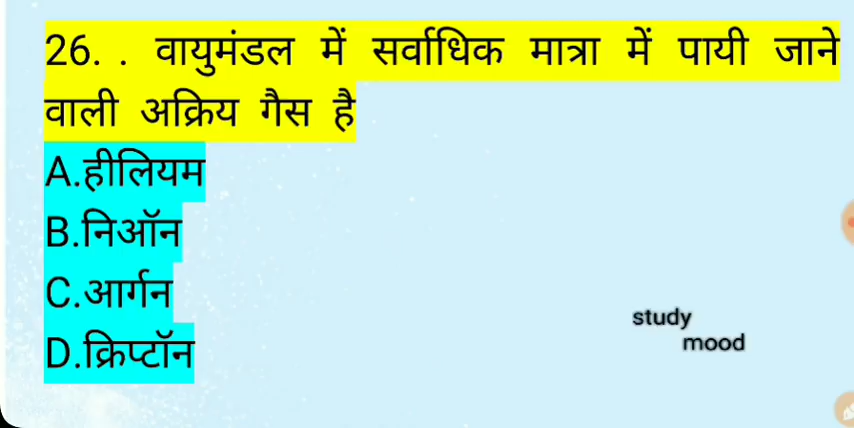 26. . वायुमंडल में सर्वाधिक मात्रा में पायी जाने
वाली अक्रिय गैस है
A.हीलियम
B.निऑन
C.आर्गन
D.क्रिप्टॉन
study
mood